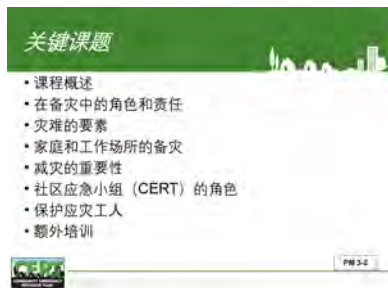 关键课题
• 课程概述
• 在备灾中的角色和责任
• 灾难的要素
• 家庭和工作场所的备灾
• 减灾的重要性
• 社区应急小组（CERT）的角色
• 保护应灾工人
• 额外培训
CERT
PM 3-2